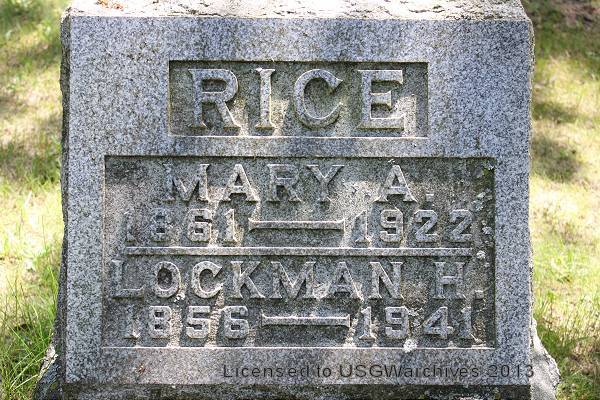 RICE
MARY A.
1861 — 1922
LOCKMAN H.
1856 — 1941
Licensed to USGWarchives 2013